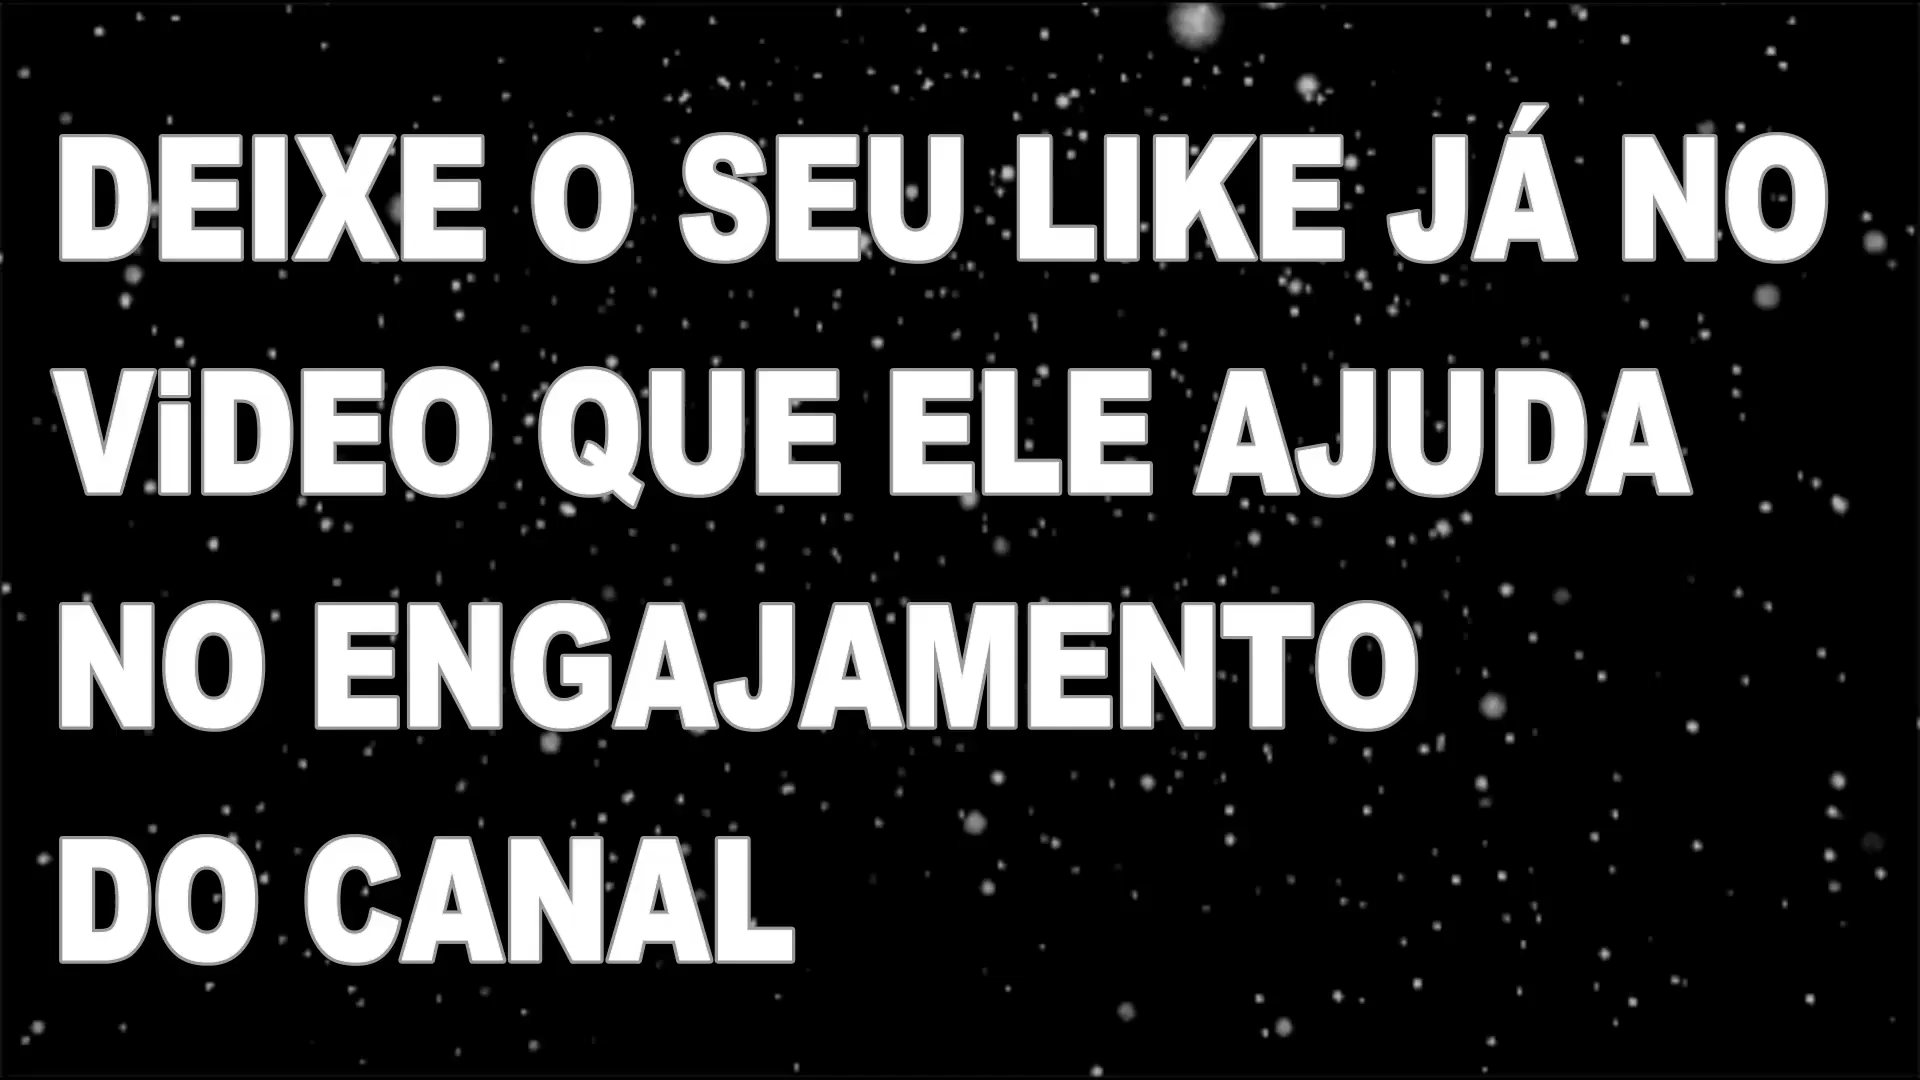 DEIXE O SEU LIKE JÁ NO
ViDEO QUE ELE AJUDA
NO ENGAJAMENTO
DO CANAL